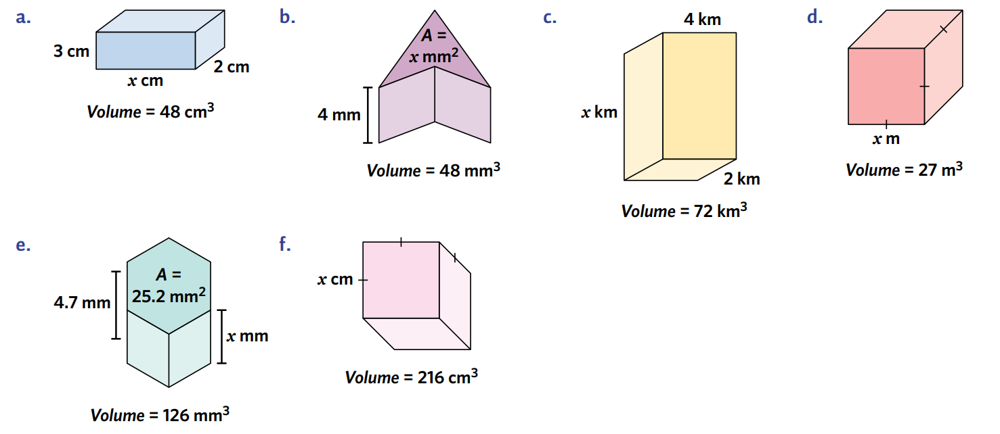 a.
3 cm
2 cm
x cm
Volume = 48 cm³
b.
A =
x mm²
4 mm
Volume = 48 mm³
c.
4 km
x km
2 km
Volume = 72 km³
d.
x m
Volume = 27 m³
e.
A =
25.2 mm²
4.7 mm
x mm
Volume = 126 mm³
f.
x cm
Volume = 216 cm³